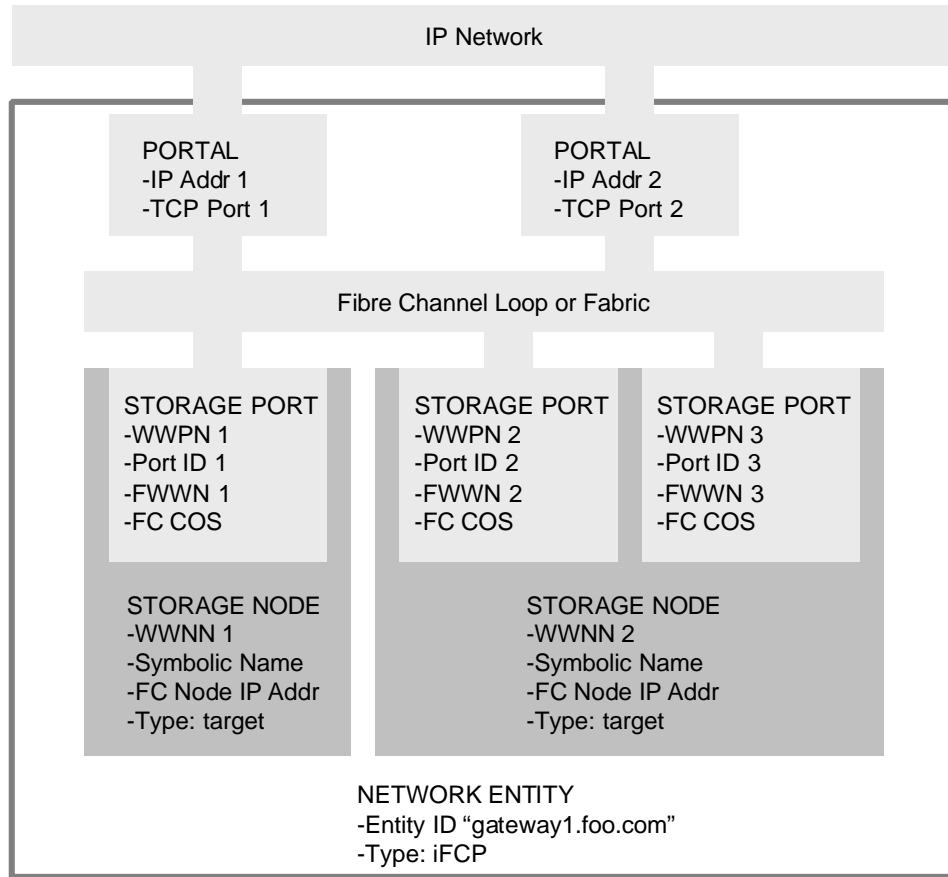 IP Network
PORTAL
-IP Addr 1
-TCP Port 1
PORTAL
-IP Addr 2
-TCP Port 2
Fibre Channel Loop or Fabric
STORAGE PORT
-WWPN 1
-Port ID 1
-FWWN 1
-FC COS
STORAGE PORT
-WWPN 2
-Port ID 2
-FWWN 2
-FC COS
STORAGE PORT
-WWPN 3
-Port ID 3
-FWWN 3
-FC COS
STORAGE NODE
-WWNN 1
-Symbolic Name
-FC Node IP Addr
-Type: target
STORAGE NODE
-WWNN 2
-Symbolic Name
-FC Node IP Addr
-Type: target
NETWORK ENTITY
-Entity ID “gateway1.foo.com”
-Type: iFCP